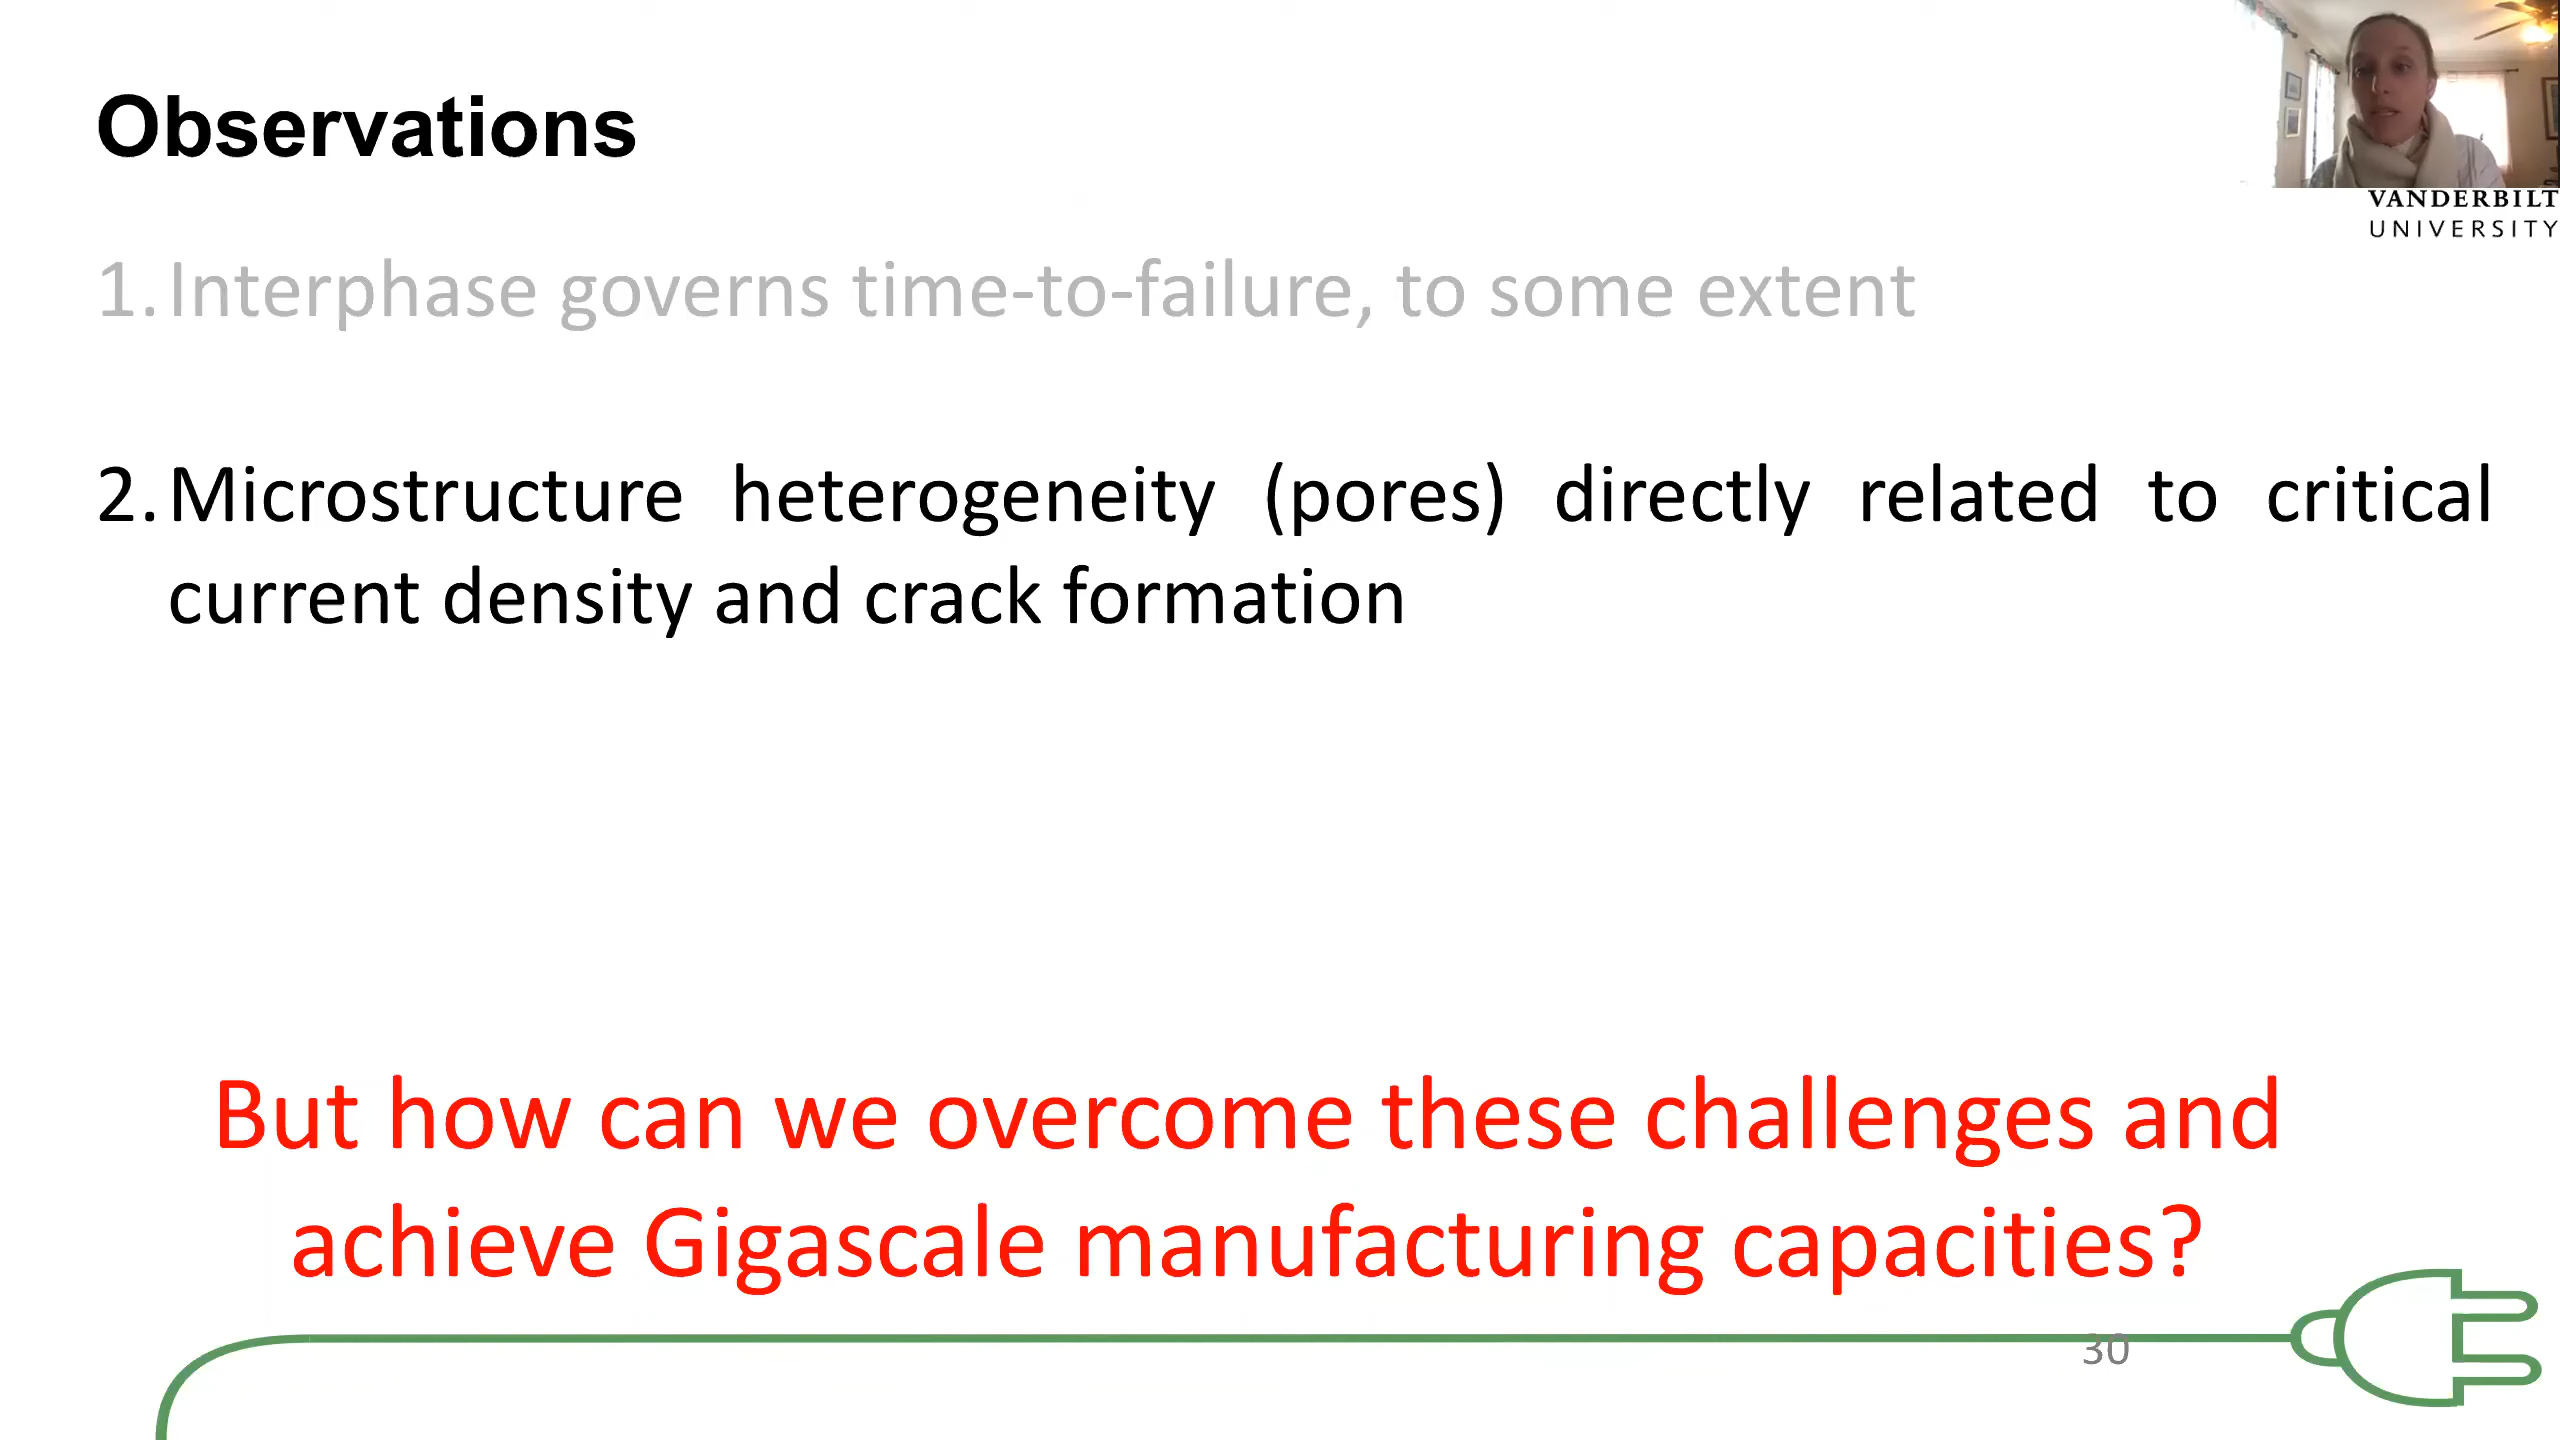 Observations
VANDERBILT
UNIVERSITY
1. Interphase governs time-to-failure, to some extent
2. Microstructure heterogeneity (pores) directly related to critical
current density and crack formation
But how can we overcome these challenges and
achieve Gigascale manufacturing capacities?
30